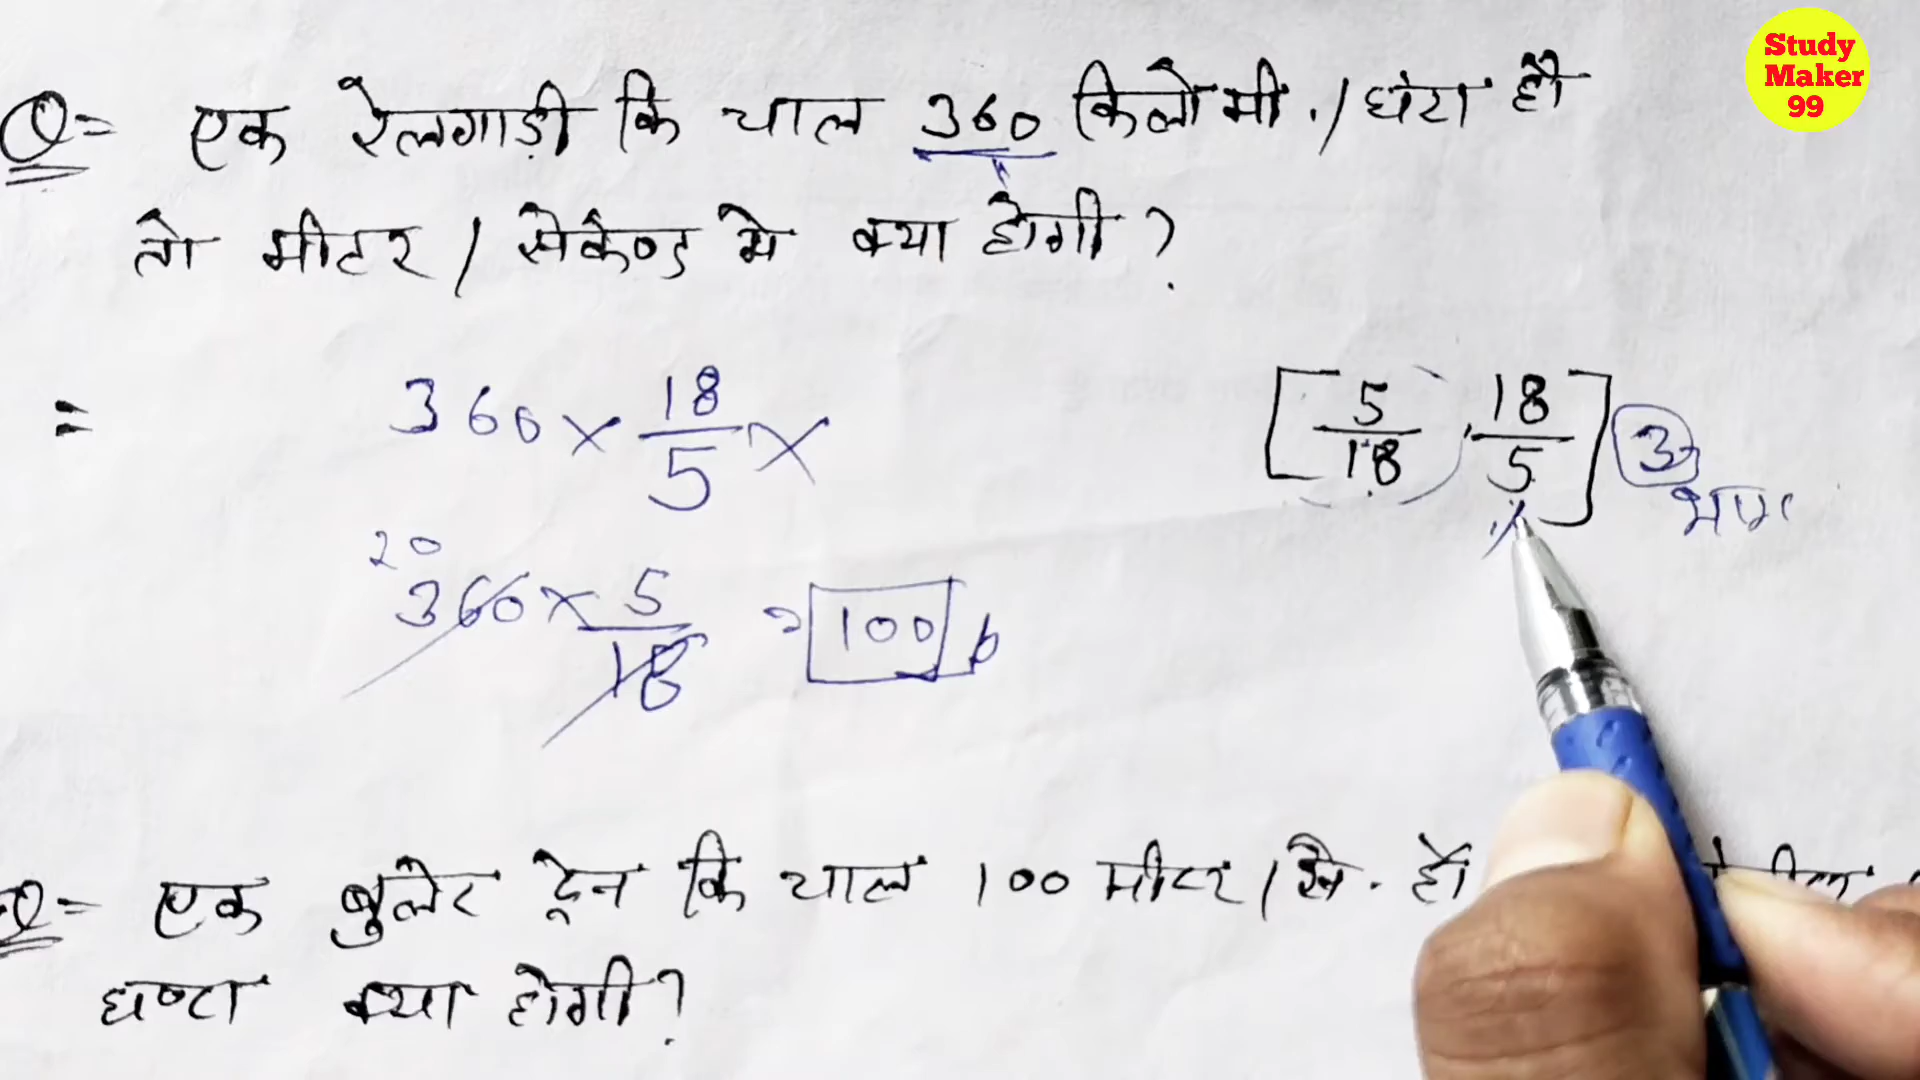 Study
Maker
99
Q= एक रेलगाड़ी कि चाल 360 किलोमी./घंटा हो
तो मीटर / सेकेण्ड मे क्या होगी ?
= 360 × 18/5 ×
[5/18, 18/5]
20
360 × 5/18 = 100
Q= एक बुलेट ट्रेन कि चाल 100 मीटर/से. हो
घण्टा क्या होगी?